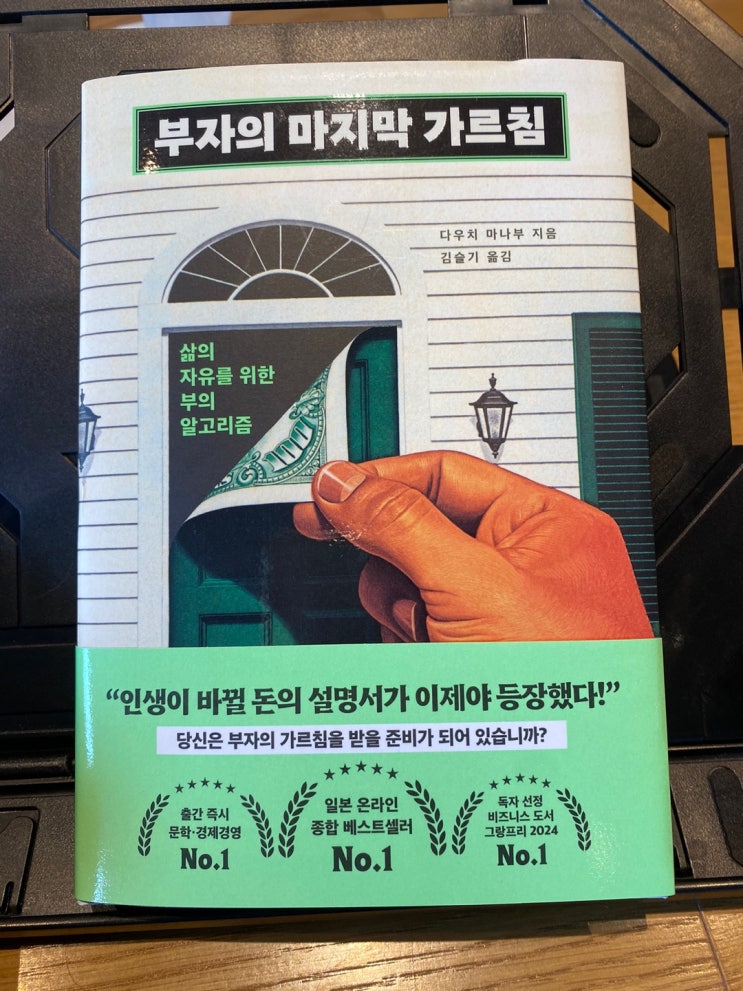 부자의 마지막 가르침
다우치 마나부 지음
김슬기 옮김
삶의
자유를 위한
부의
알고리즘
“인생이 바뀔 돈의 설명서가 이제야 등장했다!”
당신은 부자의 가르침을 받을 준비가 되어 있습니까?
출간 즉시
문학·경제경영
No.1
일본 온라인
종합 베스트셀러
No.1
독자 선정
비즈니스 도서
그랑프리 2024
No.1